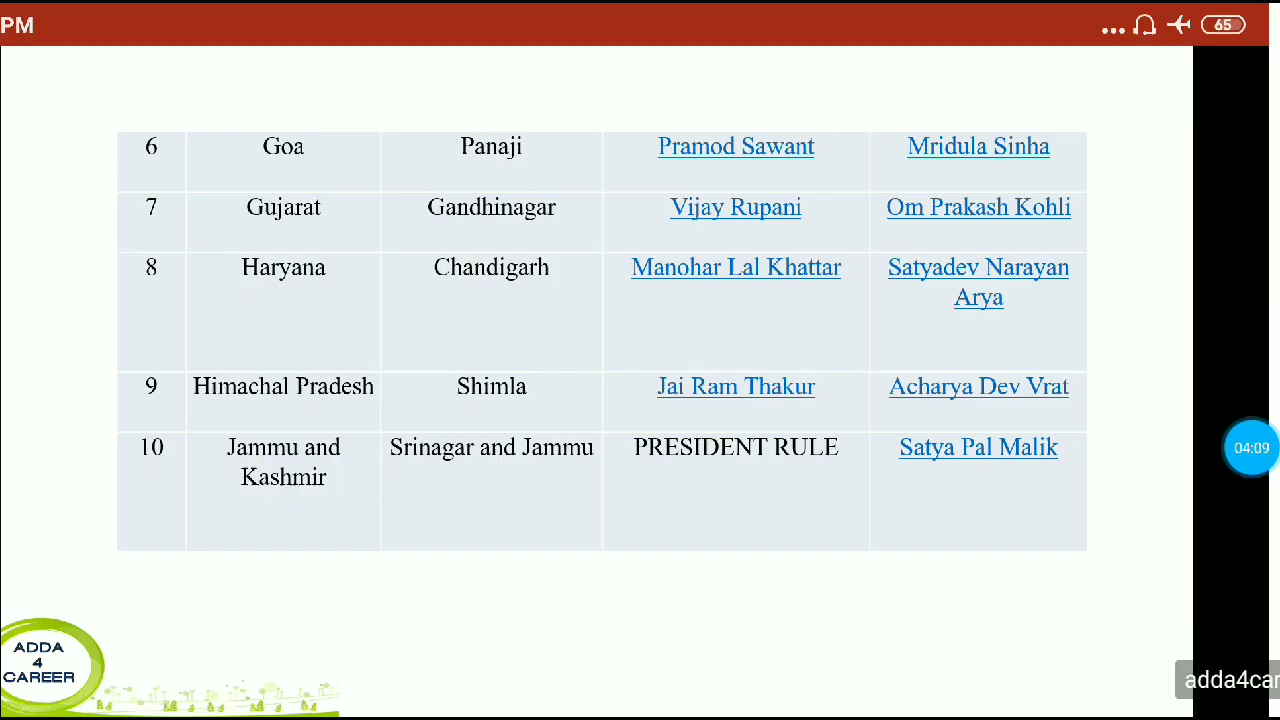 PM
65
6 Goa Panaji Pramod Sawant Mridula Sinha
7 Gujarat Gandhinagar Vijay Rupani Om Prakash Kohli
8 Haryana Chandigarh Manohar Lal Khattar Satyadev Narayan
Arya
9 Himachal Pradesh Shimla Jai Ram Thakur Acharya Dev Vrat
10 Jammu and Srinagar and Jammu PRESIDENT RULE Satya Pal Malik
Kashmir
04:09
ADDA
4
CAREER
adda4car